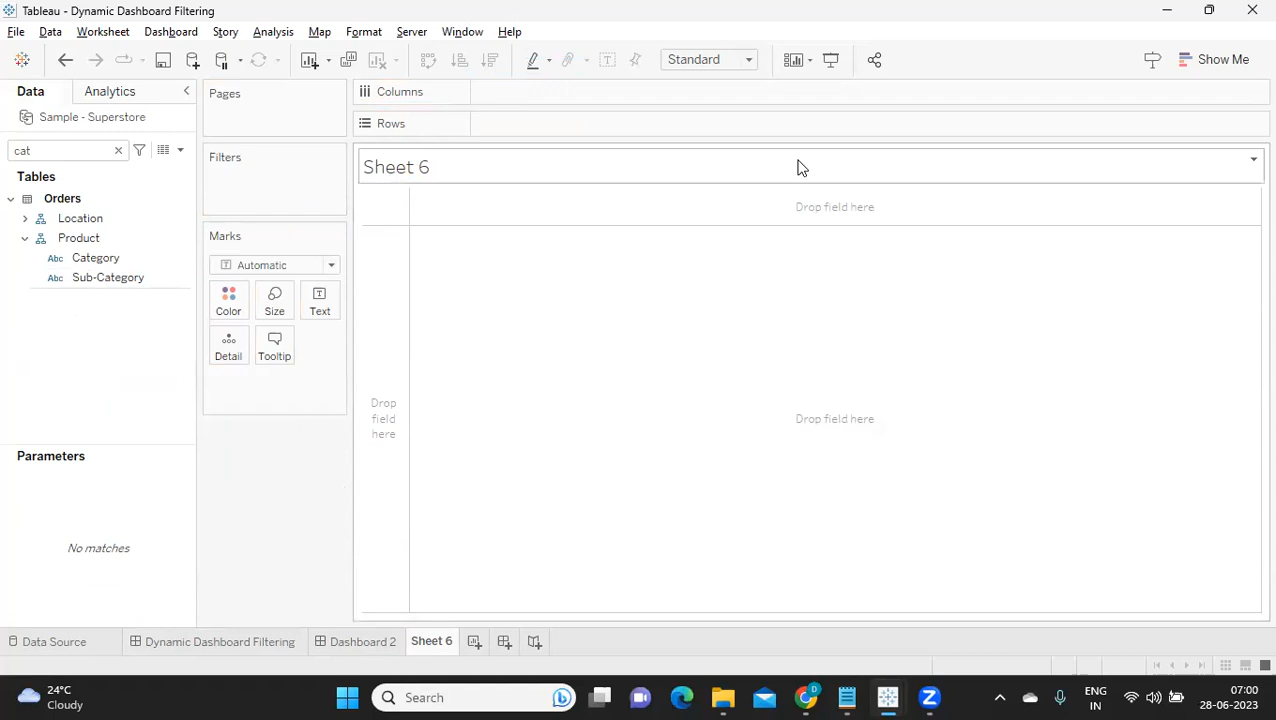 Tableau - Dynamic Dashboard Filtering
File Data Worksheet Dashboard Story Analysis Map Format Server Window Help
Standard
Show Me
Data Analytics
Pages
Columns
Sample - Superstore
Rows
cat
Filters
Sheet 6
Tables
Orders
Location
Drop field here
Product
Marks
Abc Category
Automatic
Abc Sub-Category
Color Size Text
Detail Tooltip
Drop
field
here
Drop field here
Parameters
No matches
Data Source Dynamic Dashboard Filtering Dashboard 2 Sheet 6
24°C
Cloudy
Search
ENG
IN
07:00
28-06-2023